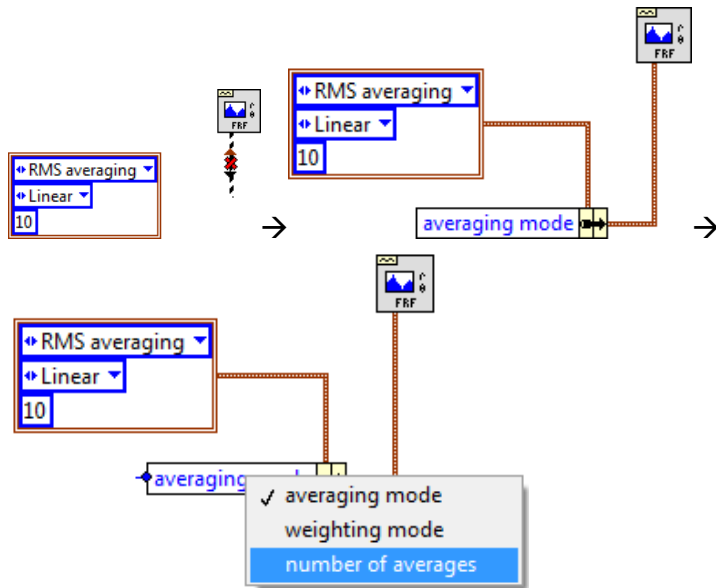 FRF
RMS averaging
Linear
10
FRF
RMS averaging
Linear
10
averaging mode
FRF
RMS averaging
Linear
10
averaging
averaging mode
weighting mode
number of averages